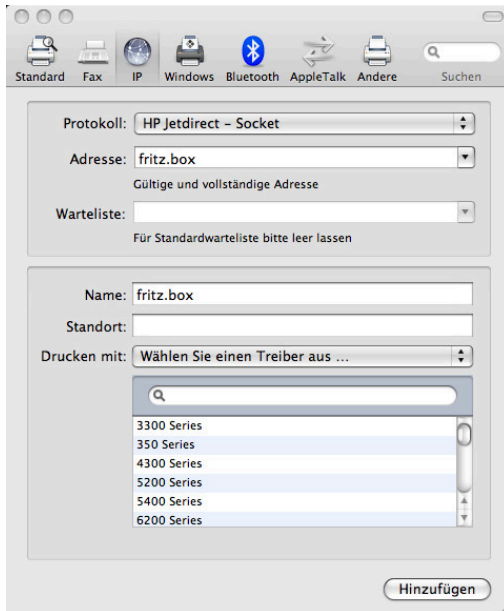 Standard Fax IP Windows Bluetooth AppleTalk Andere Suchen
Protokoll: HP Jetdirect – Socket
Adresse: fritz.box
Gültige und vollständige Adresse
Warteliste:
Für Standardwarteliste bitte leer lassen
Name: fritz.box
Standort:
Drucken mit: Wählen Sie einen Treiber aus ...
3300 Series
350 Series
4300 Series
5200 Series
5400 Series
6200 Series
Hinzufügen